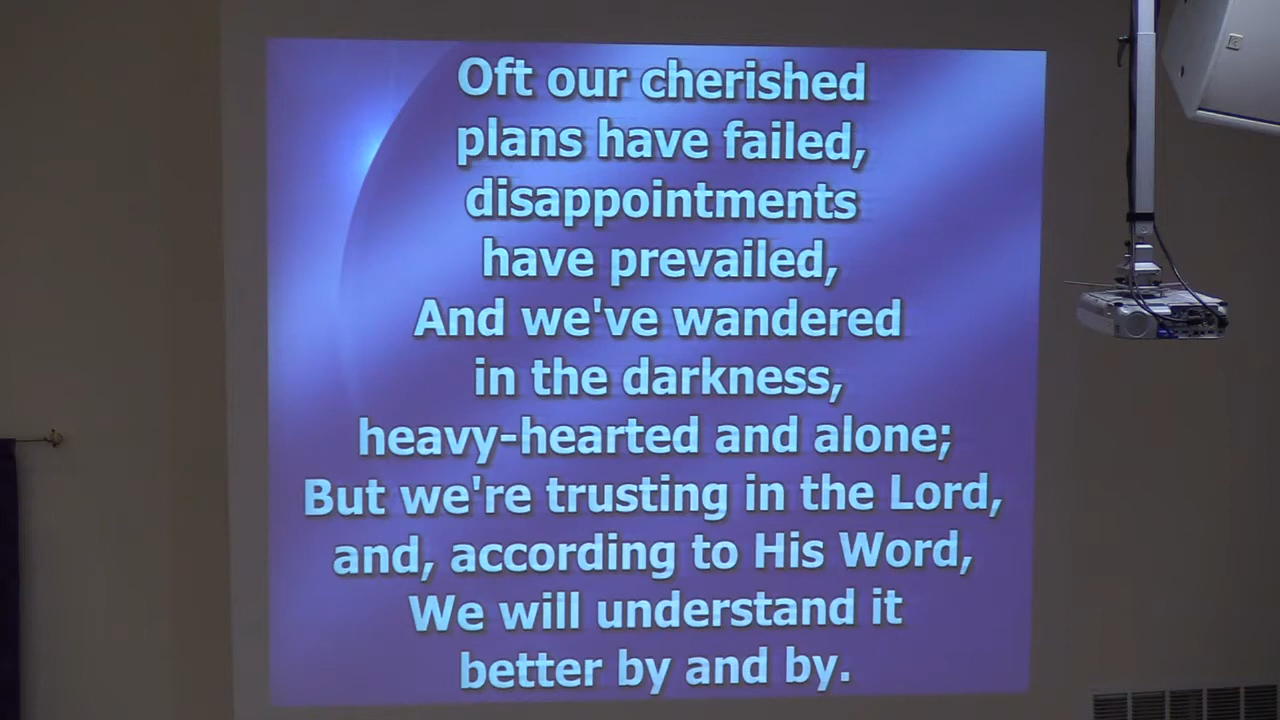 Oft our cherished
plans have failed,
disappointments
have prevailed,
And we've wandered
in the darkness,
heavy-hearted and alone;
But we're trusting in the Lord,
and, according to His Word,
We will understand it
better by and by.